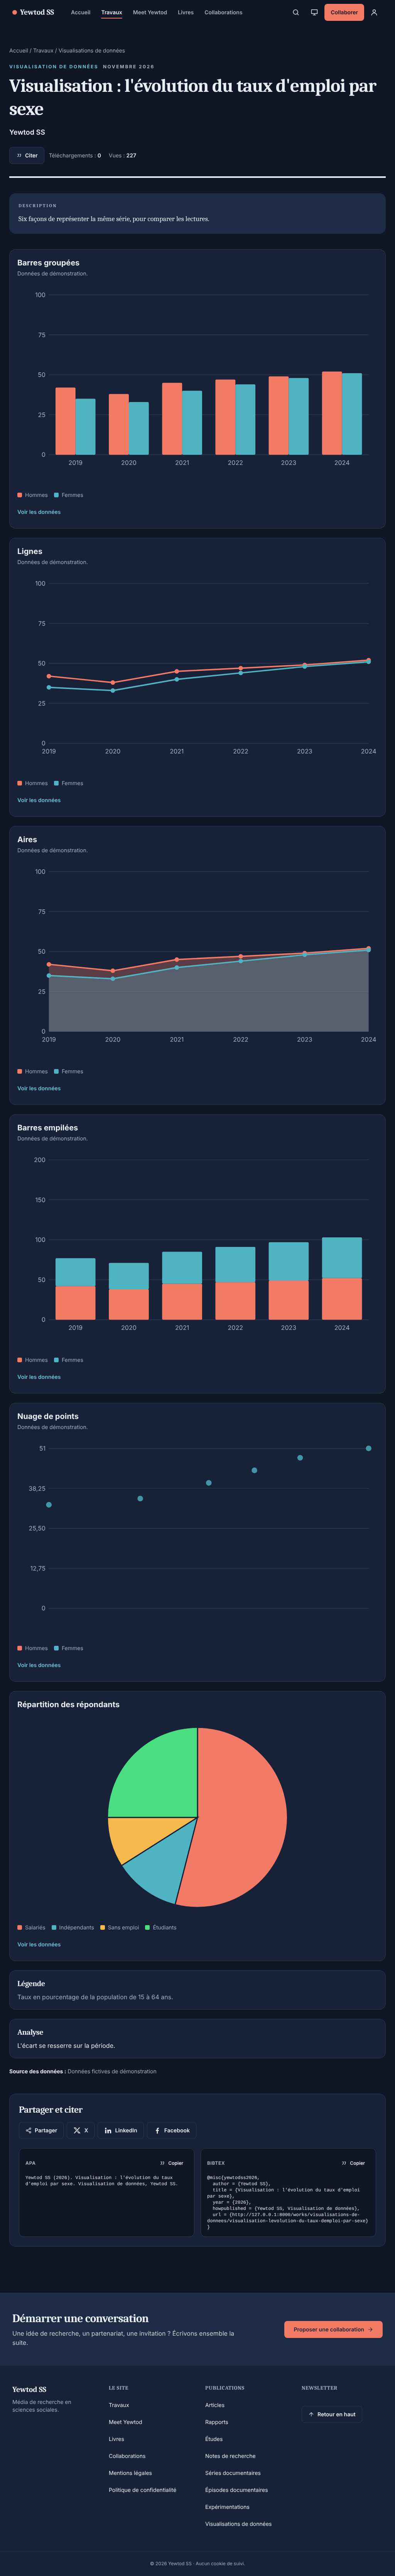 Yewtod SS
Accueil
Travaux
Meet Yewtod
Livres
Collaborations
Collaborer
Accueil / Travaux / Visualisations de données
VISUALISATION DE DONNÉES NOVEMBRE 2026
Visualisation : l'évolution du taux d'emploi par
sexe
Yewtod SS
Citer
Téléchargements : 0
Vues : 227
DESCRIPTION
Six façons de représenter la même série, pour comparer les lectures.
Barres groupées
Données de démonstration.
100
75
50
25
0
2019 2020 2021 2022 2023 2024
Hommes Femmes
Voir les données
Lignes
Données de démonstration.
100
75
50
25
0
2019 2020 2021 2022 2023 2024
Hommes Femmes
Voir les données
Aires
Données de démonstration.
100
75
50
25
0
2019 2020 2021 2022 2023 2024
Hommes Femmes
Voir les données
Barres empilées
Données de démonstration.
200
150
100
50
0
2019 2020 2021 2022 2023 2024
Hommes Femmes
Voir les données
Nuage de points
Données de démonstration.
51
38,25
25,50
12,75
0
Hommes Femmes
Voir les données
Répartition des répondants
Salariés Indépendants Sans emploi Étudiants
Voir les données
Légende
Taux en pourcentage de la population de 15 à 64 ans.
Analyse
L'écart se resserre sur la période.
Source des données : Données fictives de démonstration
Partager et citer
Partager
X
LinkedIn
Facebook
APA
Copier
Yewtod SS (2026). Visualisation : l'évolution du taux
d'emploi par sexe. Visualisation de données, Yewtod SS.
BIBTEX
Copier
@misc{yewtodss2026,
author = {Yewtod SS},
title = {Visualisation : l'évolution du taux d'emploi
par sexe},
year = {2026},
howpublished = {Yewtod SS, Visualisation de données},
url = {http://127.0.0.1:8000/works/visualisations-de-
donnees/visualisation-levolution-du-taux-demploi-par-sexe}
}
Démarrer une conversation
Une idée de recherche, un partenariat, une invitation ? Écrivons ensemble la
suite.
Proposer une collaboration
Yewtod SS
Média de recherche en
sciences sociales.
LE SITE
Travaux
Meet Yewtod
Livres
Collaborations
Mentions légales
Politique de confidentialité
PUBLICATIONS
Articles
Rapports
Études
Notes de recherche
Séries documentaires
Épisodes documentaires
Expérimentations
Visualisations de données
NEWSLETTER
Retour en haut
© 2026 Yewtod SS · Aucun cookie de suivi